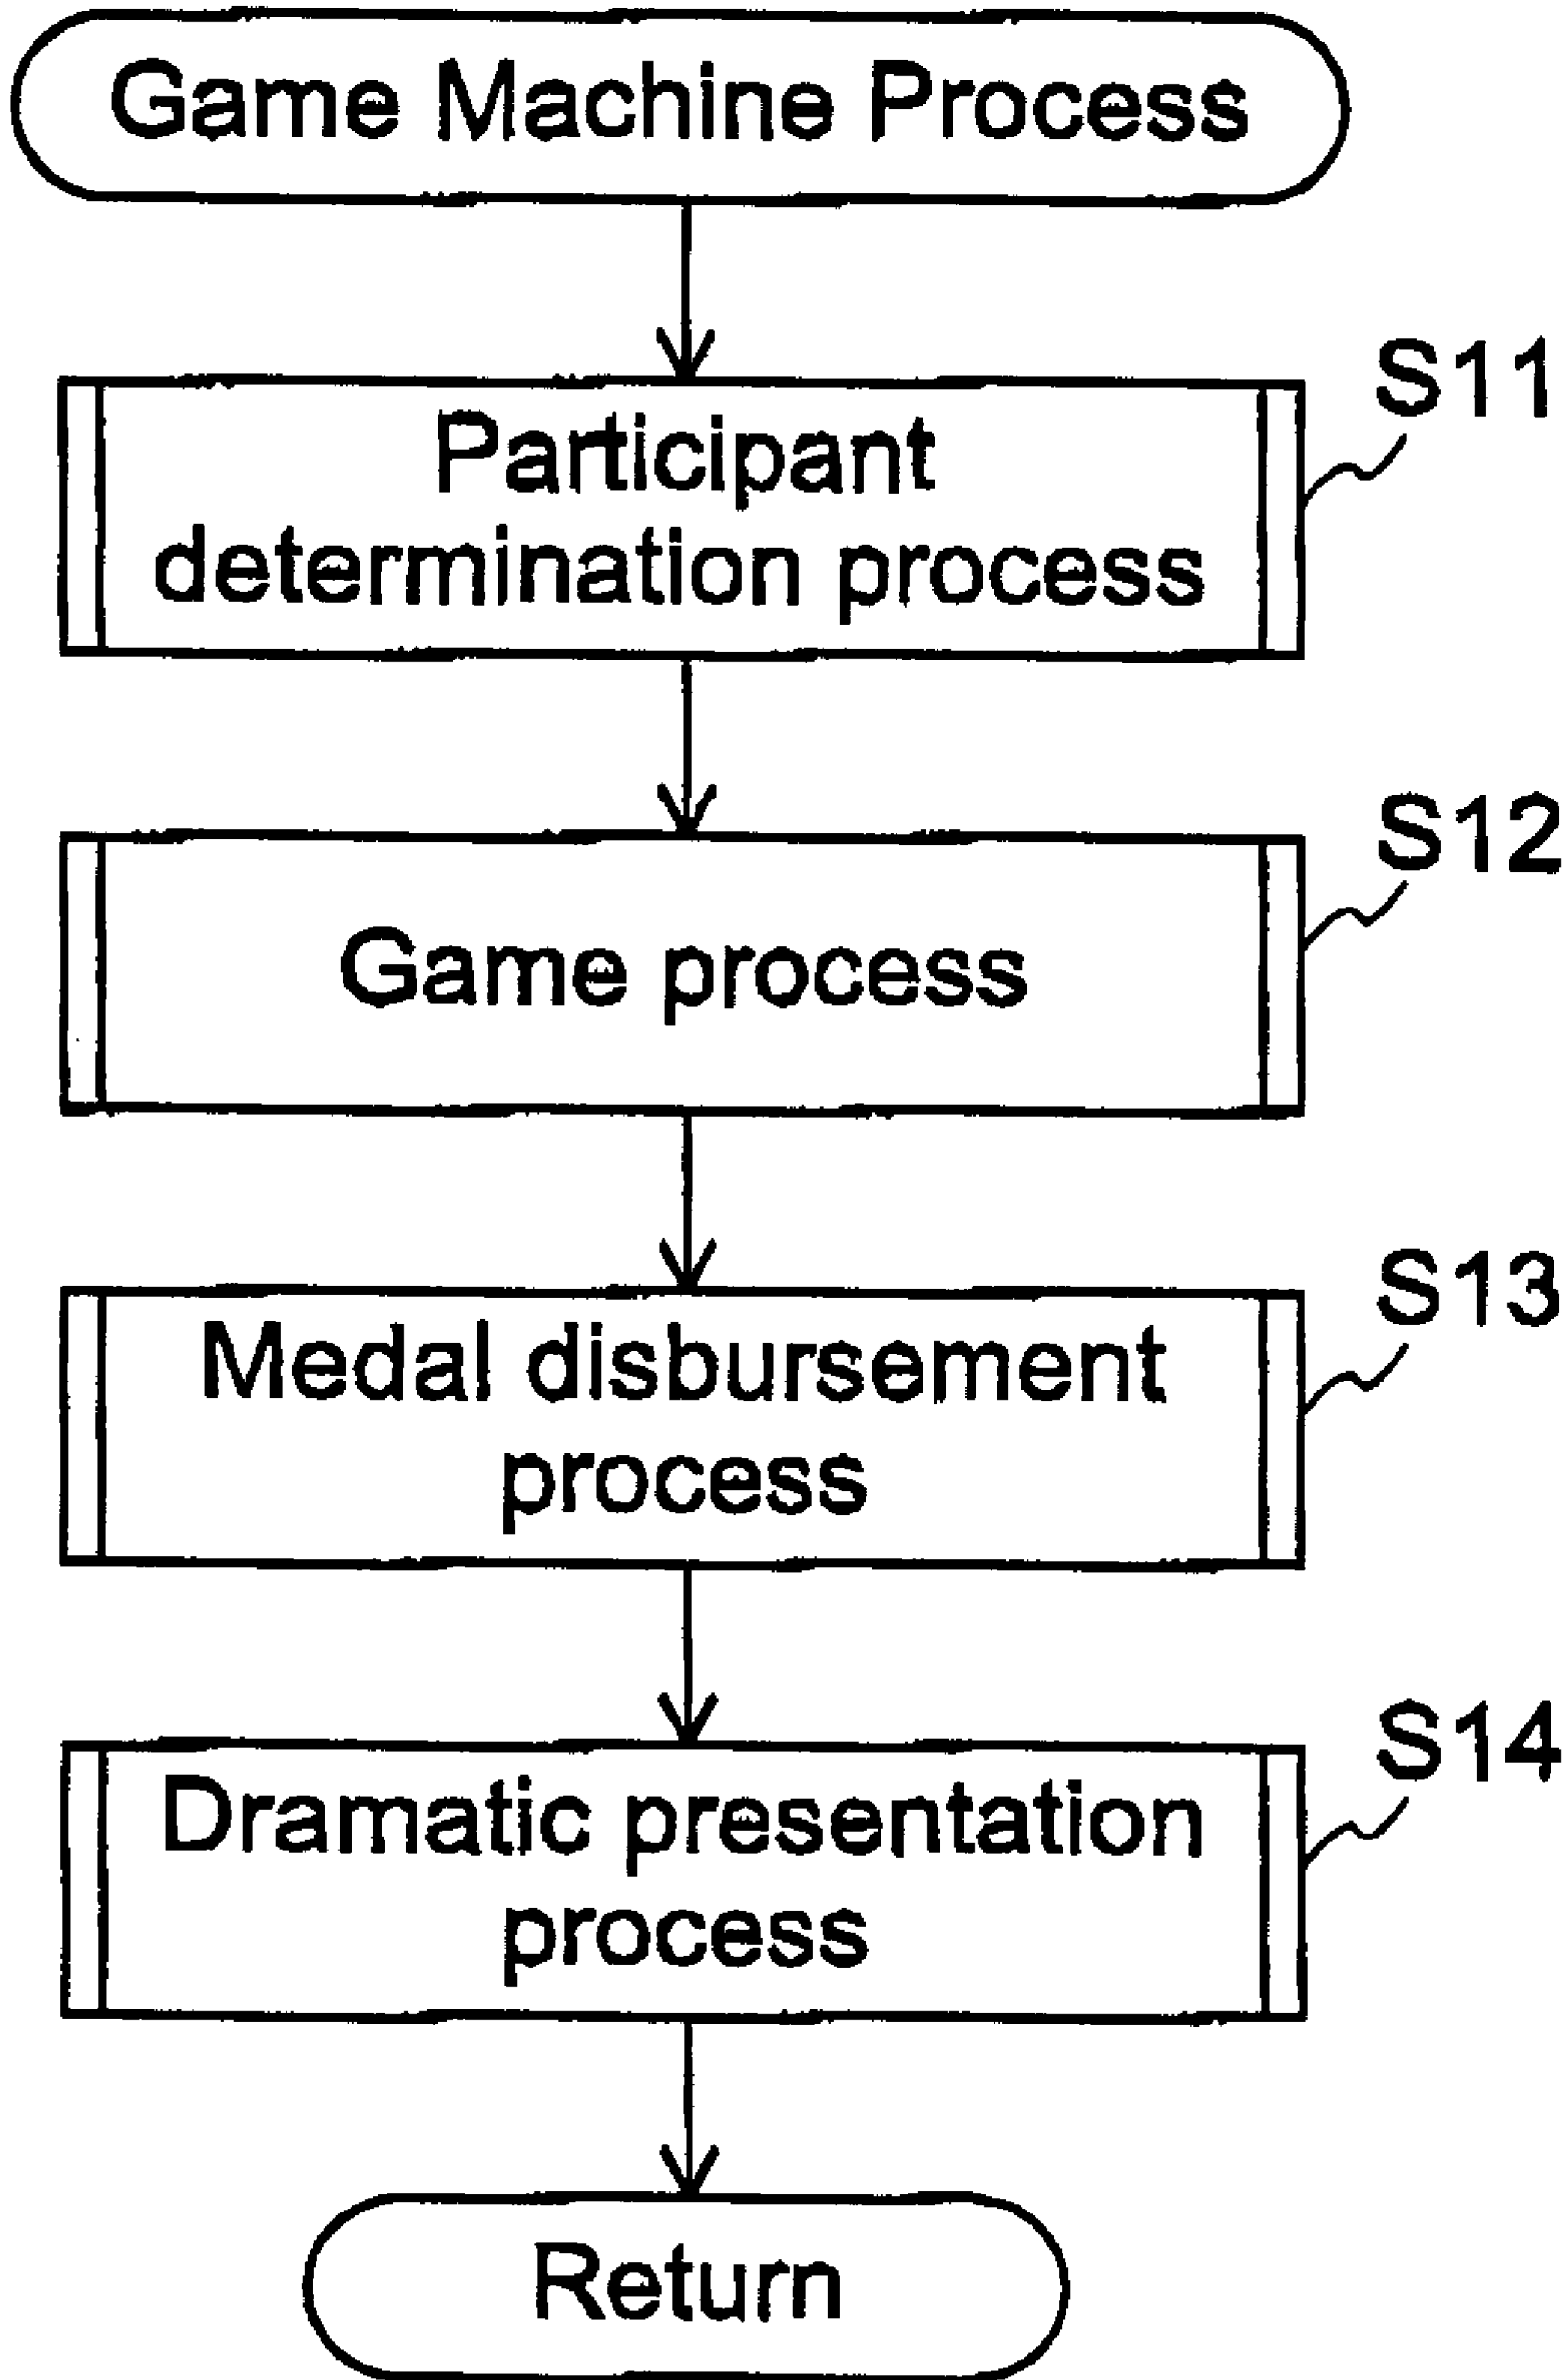 Game Machine Process
S11
Participant
determination process
S12
Game process
S13
Medal disbursement
process
S14
Dramatic presentation
process
Return